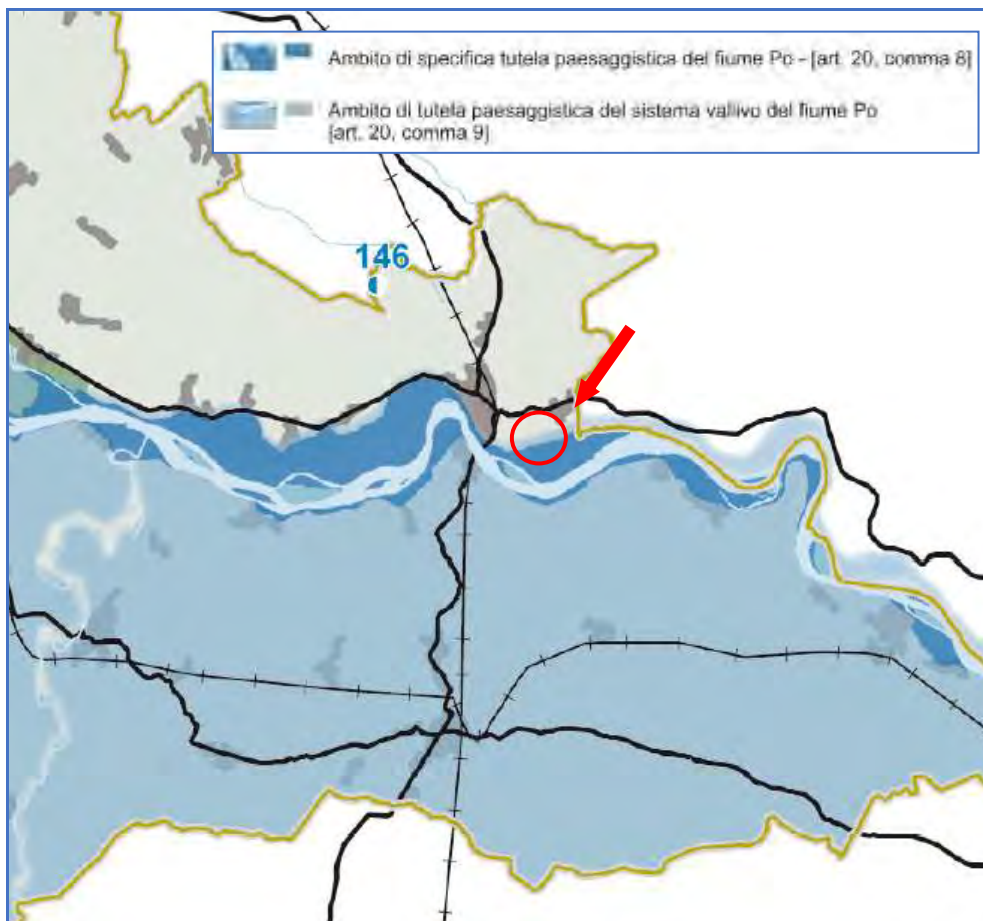 Ambito di specifica tutela paesaggistica del fiume Po - [art. 20, comma 8]
Ambito di tutela paesaggistica del sistema vallivo del fiume Po
[art. 20, comma 9]
146